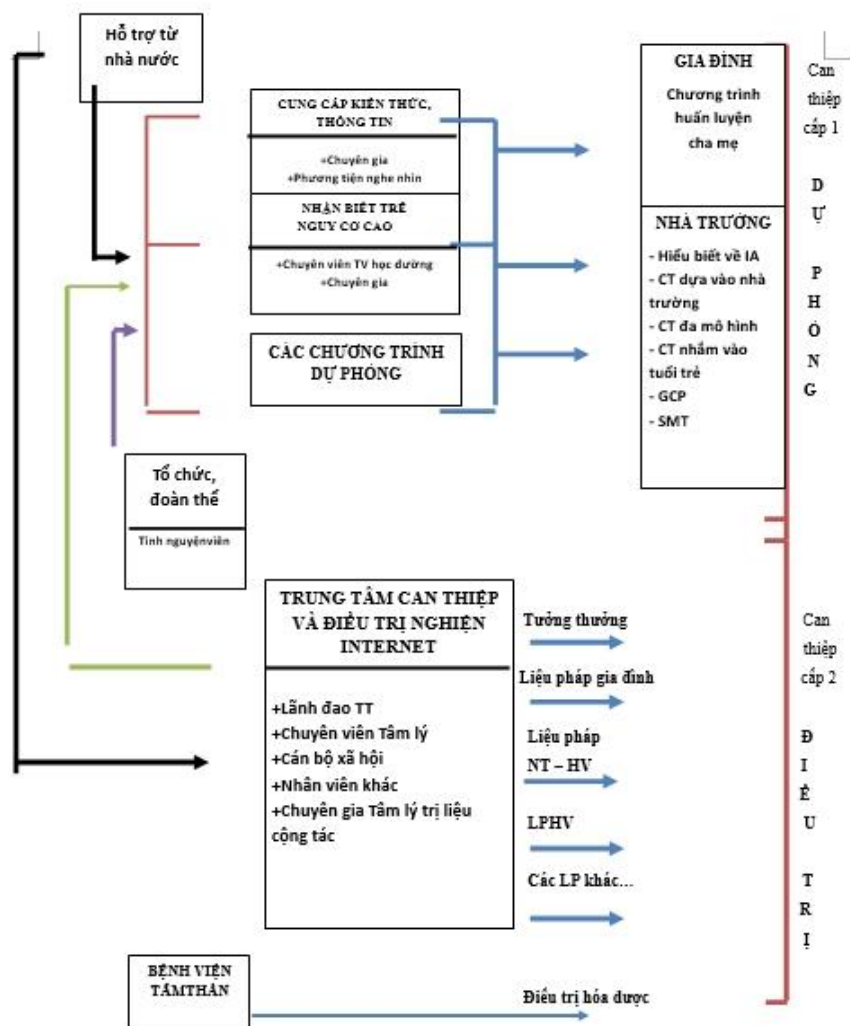 Hỗ trợ từ
nhà nước
CUNG CẤP KIẾN THỨC,
THÔNG TIN
+Chuyên gia
+Phương tiện nghe nhìn
NHẬN BIẾT TRẺ
NGUY CƠ CAO
+Chuyên viên TV học đường
+Chuyên gia
CÁC CHƯƠNG TRÌNH
DỰ PHÒNG
GIA ĐÌNH
Chương trình
huấn luyện
cha mẹ
NHÀ TRƯỜNG
- Hiểu biết về IA
- CT dựa vào nhà
trường
- CT đa mô hình
- CT nhắm vào
tuổi trẻ
- GCP
- SMT
Can
thiệp
cấp 1
D
Ự
P
H
Ò
N
G
Tổ chức,
đoàn thể
Tình nguyệnviên
TRUNG TÂM CAN THIỆP
VÀ ĐIỀU TRỊ NGHIỆN
INTERNET
+Lãnh đao TT
+Chuyên viên Tâm lý
+Cán bộ xã hội
+Nhân viên khác
+Chuyên gia Tâm lý trị liệu
cộng tác
Tưởng thưởng
Liệu pháp gia đình
Liệu pháp
NT – HV
LPHV
Các LP khác...
Can
thiệp
cấp 2
Đ
I
Ề
U
T
R
Ị
BỆNH VIỆN
TÂMTHẦN
Điều trị hóa dược